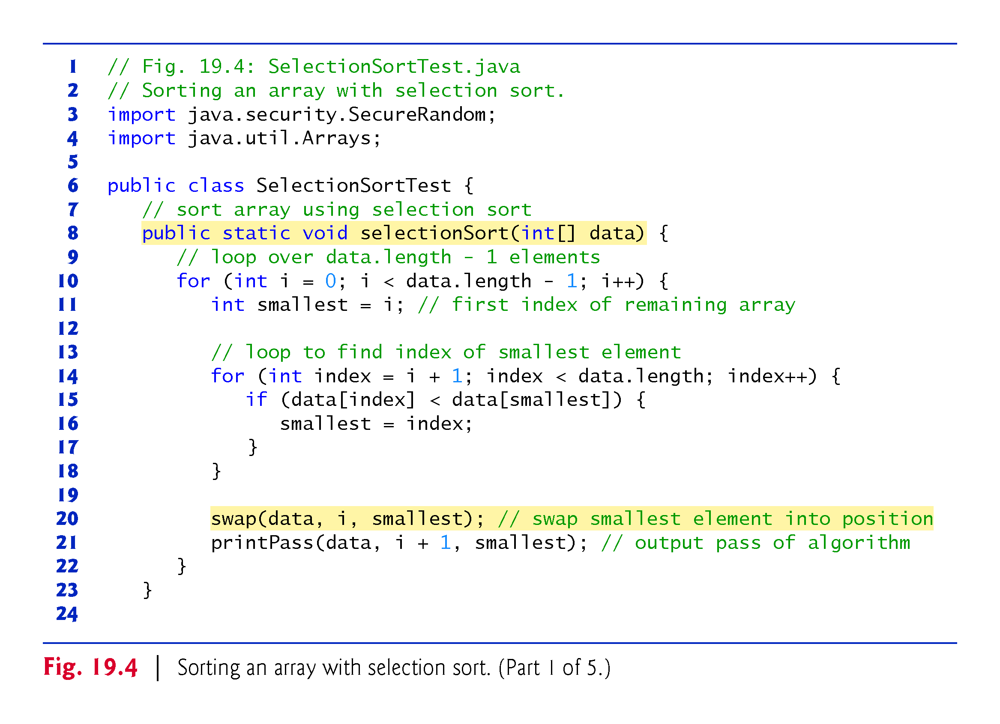 1 // Fig. 19.4: SelectionSortTest.java
2 // Sorting an array with selection sort.
3 import java.security.SecureRandom;
4 import java.util.Arrays;
5
6 public class SelectionSortTest {
7    // sort array using selection sort
8    public static void selectionSort(int[] data) {
9       // loop over data.length - 1 elements
10       for (int i = 0; i < data.length - 1; i++) {
11          int smallest = i; // first index of remaining array
12
13          // loop to find index of smallest element
14          for (int index = i + 1; index < data.length; index++) {
15             if (data[index] < data[smallest]) {
16                smallest = index;
17             }
18          }
19
20          swap(data, i, smallest); // swap smallest element into position
21          printPass(data, i + 1, smallest); // output pass of algorithm
22       }
23    }
24
Fig. 19.4 | Sorting an array with selection sort. (Part 1 of 5.)